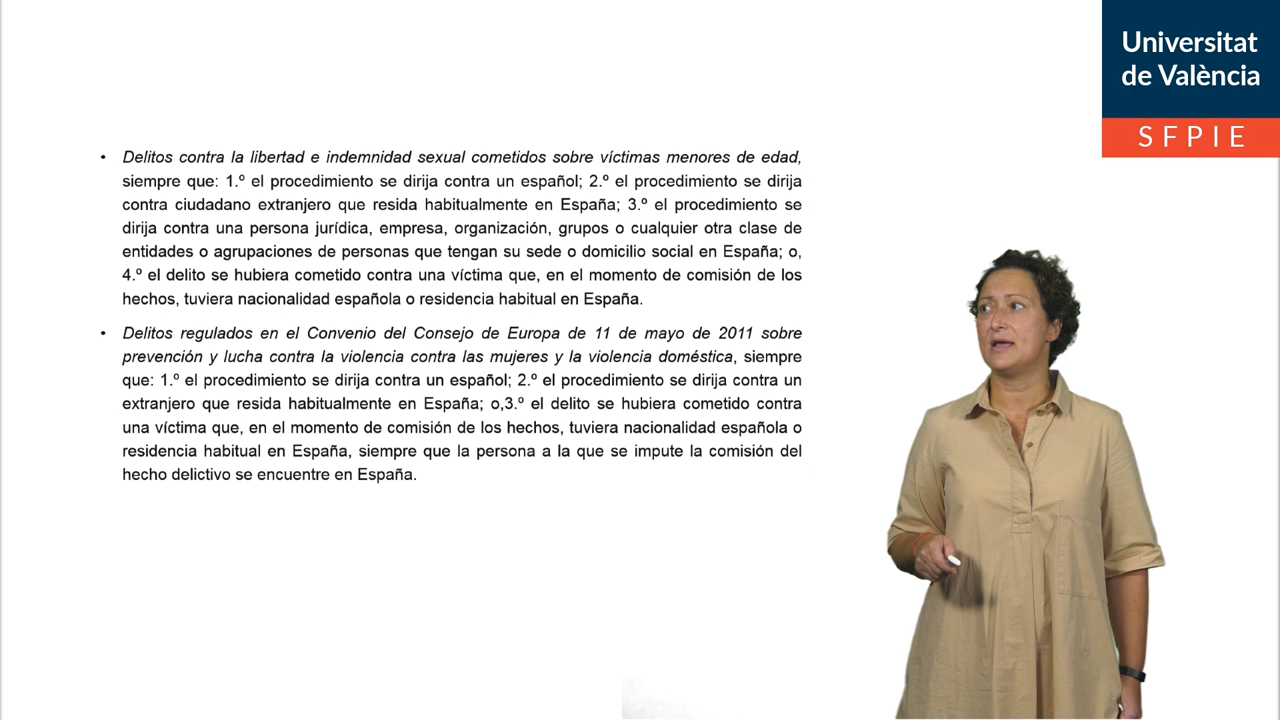 Universitat
de València
SFPIE
• Delitos contra la libertad e indemnidad sexual cometidos sobre víctimas menores de edad,
siempre que: 1.º el procedimiento se dirija contra un español; 2.º el procedimiento se dirija
contra ciudadano extranjero que resida habitualmente en España; 3.º el procedimiento se
dirija contra una persona jurídica, empresa, organización, grupos o cualquier otra clase de
entidades o agrupaciones de personas que tengan su sede o domicilio social en España; o,
4.º el delito se hubiera cometido contra una víctima que, en el momento de comisión de los
hechos, tuviera nacionalidad española o residencia habitual en España.
• Delitos regulados en el Convenio del Consejo de Europa de 11 de mayo de 2011 sobre
prevención y lucha contra la violencia contra las mujeres y la violencia doméstica, siempre
que: 1.º el procedimiento se dirija contra un español; 2.º el procedimiento se dirija contra un
extranjero que resida habitualmente en España; o,3.º el delito se hubiera cometido contra
una víctima que, en el momento de comisión de los hechos, tuviera nacionalidad española o
residencia habitual en España, siempre que la persona a la que se impute la comisión del
hecho delictivo se encuentre en España.